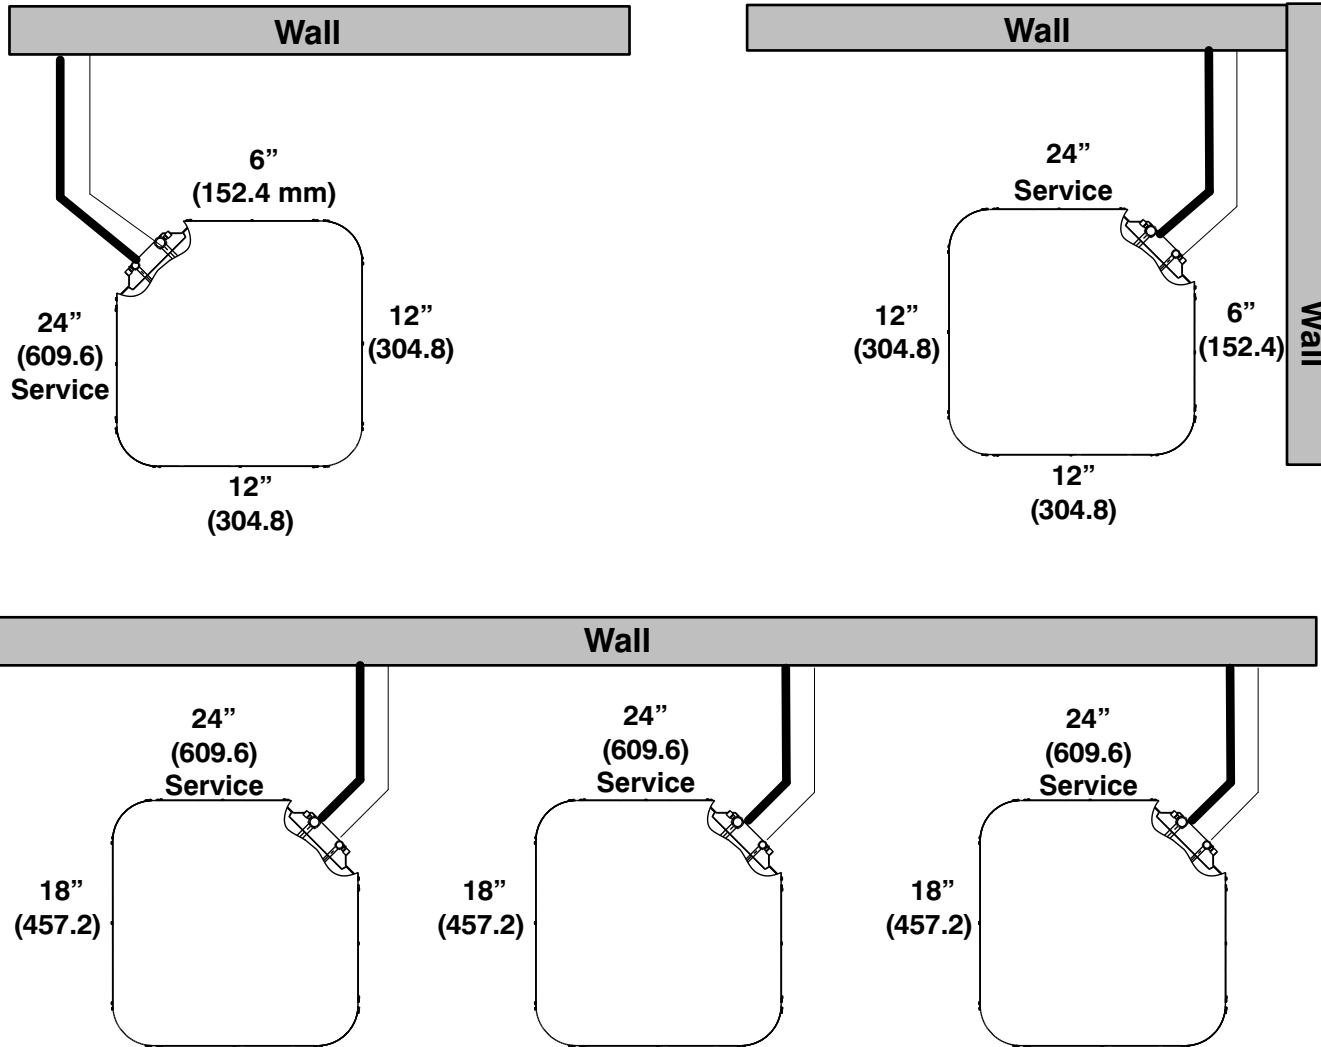 Wall
6”
(152.4 mm)
24”
(609.6)
Service
12”
(304.8)
12”
(304.8)
Wall
24”
Service
12”
(304.8)
6”
(152.4)
Wall
12”
(304.8)
Wall
24”
(609.6)
Service
18”
(457.2)
24”
(609.6)
Service
18”
(457.2)
24”
(609.6)
Service
18”
(457.2)